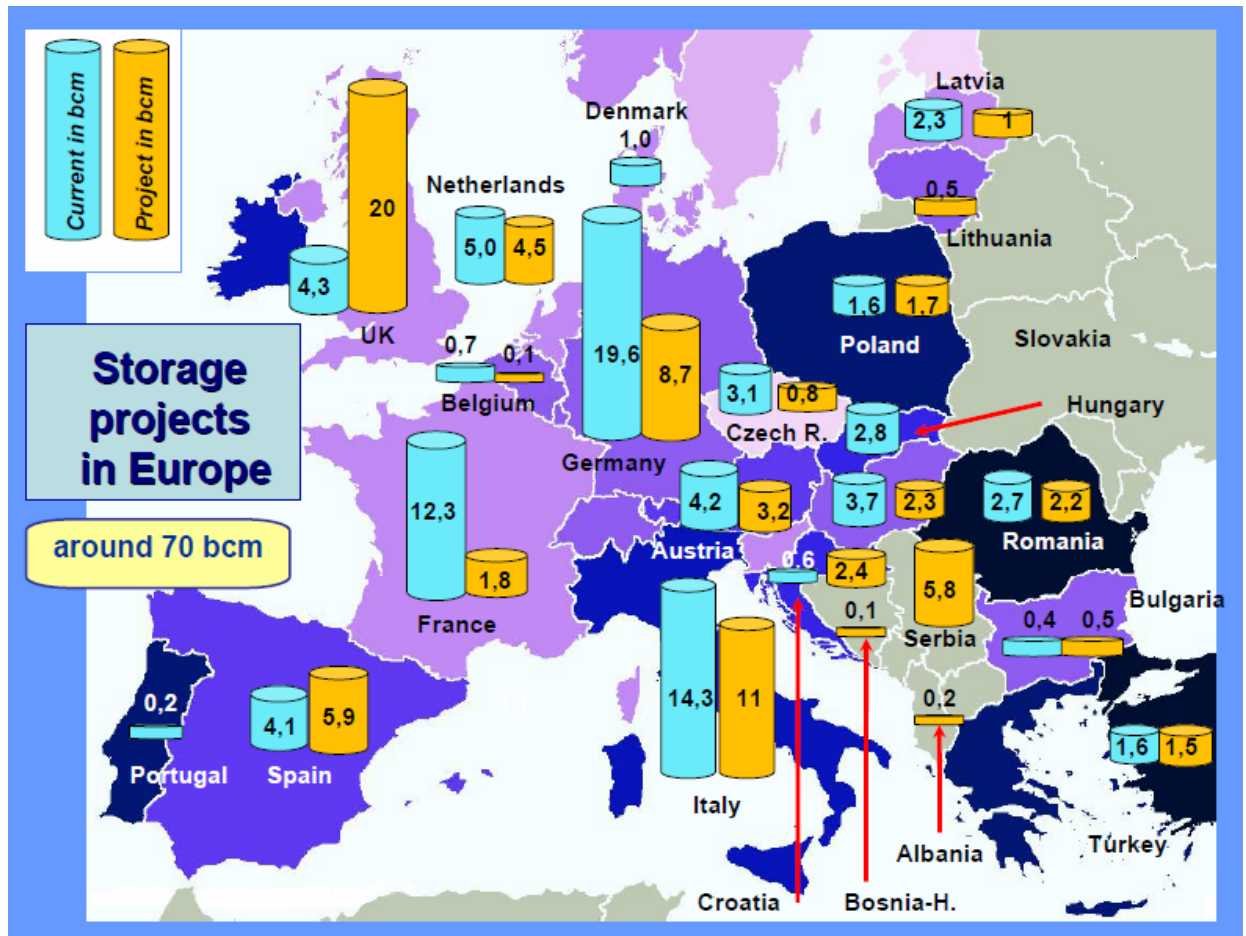 Current in bcm
Project in bcm
Storage
projects
in Europe
around 70 bcm
4,3
20
UK
Netherlands
5,0
4,5
Denmark
1,0
Latvia
2,3
1
0,5
Lithuania
0,7
0,1
Belgium
19,6
8,7
Germany
1,6
1,7
Poland
Slovakia
Hungary
3,1
0,8
Czech R.
2,8
12,3
1,8
France
4,2
3,2
Austria
3,7
2,3
2,7
2,2
Romania
0,6
2,4
0,1
5,8
Serbia
0,4
0,5
Bulgaria
0,2
Portugal
4,1
5,9
Spain
14
14,3
11
Italy
0,2
1,6
1,5
Turkey
Albania
Croatia
Bosnia-H.